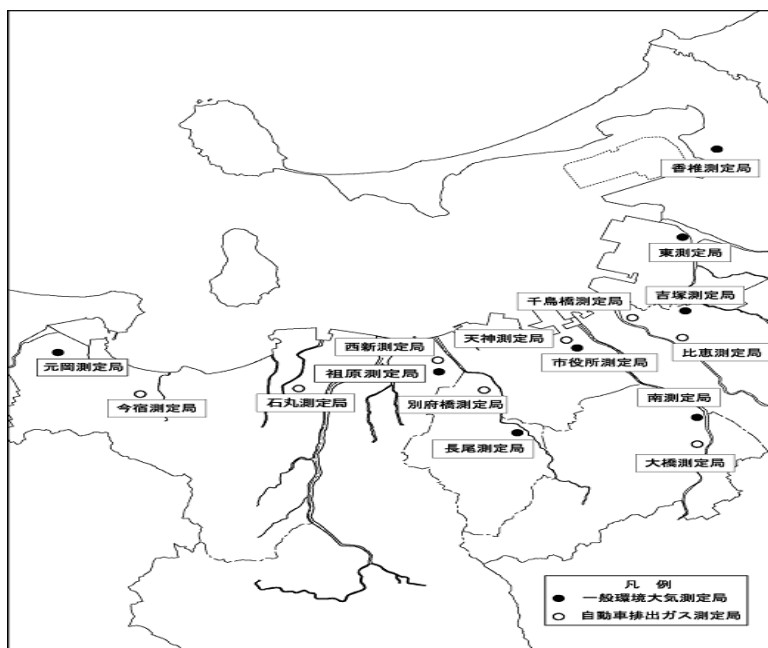 香椎測定局
東測定局
千鳥橋測定局
吉塚測定局
西新測定局
天神測定局
市役所測定局
比恵測定局
元岡測定局
祖原測定局
今宿測定局
石丸測定局
別府橋測定局
南測定局
長尾測定局
大橋測定局
凡 例
● 一般環境大気測定局
○ 自動車排出ガス測定局